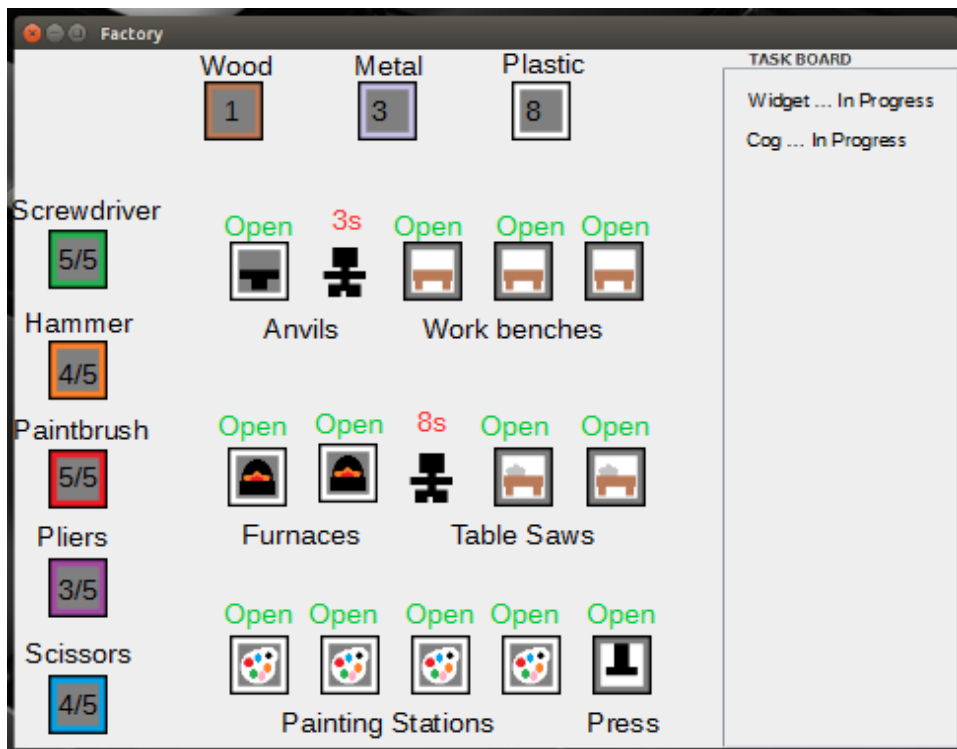 Factory
Wood Metal Plastic
1 3 8
TASK BOARD
Widget ... In Progress
Cog ... In Progress
Screwdriver
5/5
Open 3s Open Open Open
Anvils Work benches
Hammer
4/5
Paintbrush
5/5
Open Open 8s Open Open
Furnaces Table Saws
Pliers
3/5
Scissors
4/5
Open Open Open Open Open
Painting Stations Press